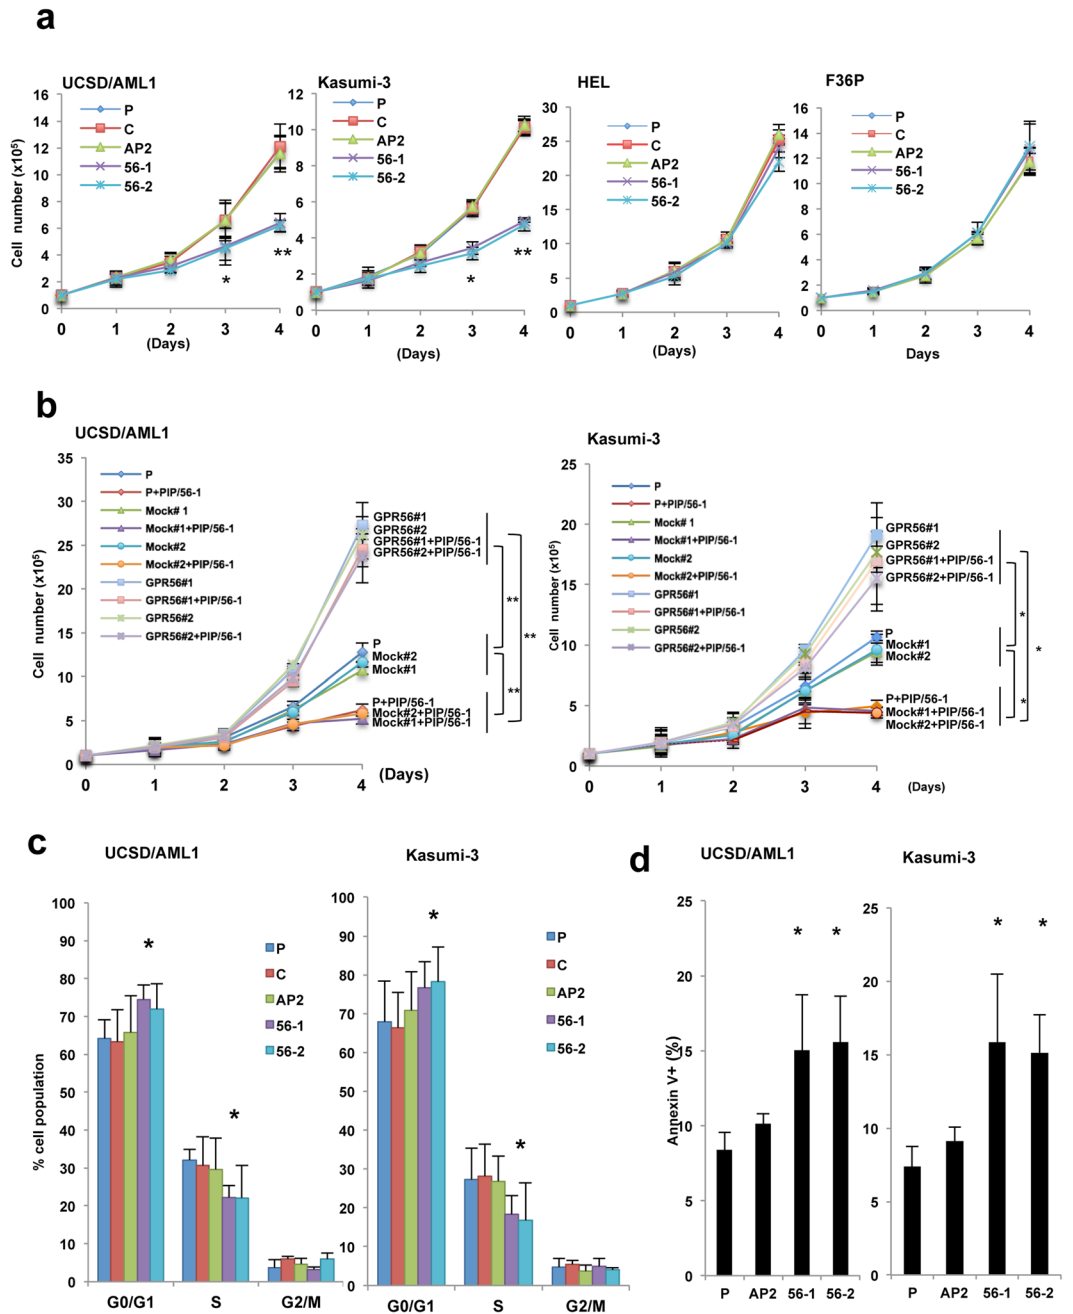 a
UCSD/AML1
Kasumi-3
HEL
F36P
Cell number (x10⁵)
16
14
12
10
8
6
4
2
0
P
C
AP2
56-1
56-2
*
**
0 1 2 3 4
(Days)
12
10
8
6
4
2
0
P
C
AP2
56-1
56-2
*
**
0 1 2 3 4
(Days)
30
25
20
15
10
5
0
P
C
AP2
56-1
56-2
0 1 2 3 4
(Days)
16
14
12
10
8
6
4
2
0
P
C
AP2
56-1
56-2
0 1 2 3 4
Days
b
UCSD/AML1
Cell number (x10⁵)
35
30
25
20
15
10
5
0
P
P+PIP/56-1
Mock# 1
Mock#1+PIP/56-1
Mock#2
Mock#2+PIP/56-1
GPR56#1
GPR56#1+PIP/56-1
GPR56#2
GPR56#2+PIP/56-1
GPR56#1
GPR56#2
GPR56#1+PIP/56-1
GPR56#2+PIP/56-1
P
Mock#2
Mock#1
P+PIP/56-1
Mock#2+PIP/56-1
Mock#1+PIP/56-1
**
**
**
0 1 2 3 4
(Days)
Kasumi-3
Cell number (x10⁵)
25
20
15
10
5
0
P
P+PIP/56-1
Mock# 1
Mock#1+PIP/56-1
Mock#2
Mock#2+PIP/56-1
GPR56#1
GPR56#1+PIP/56-1
GPR56#2
GPR56#2+PIP/56-1
GPR56#1
GPR56#2
GPR56#1+PIP/56-1
GPR56#2+PIP/56-1
P
Mock#1
Mock#2
P+PIP/56-1
Mock#1+PIP/56-1
Mock#2+PIP/56-1
*
*
*
0 1 2 3 4
(Days)
c
UCSD/AML1
% cell population
100
90
80
70
60
50
40
30
20
10
0
*
*
P
C
AP2
56-1
56-2
G0/G1 S G2/M
Kasumi-3
100
90
80
70
60
50
40
30
20
10
0
*
*
P
C
AP2
56-1
56-2
G0/G1 S G2/M
d
UCSD/AML1
Annexin V+ (%)
25
20
15
10
5
0
* *
P AP2 56-1 56-2
Kasumi-3
25
20
15
10
5
0
* *
P AP2 56-1 56-2